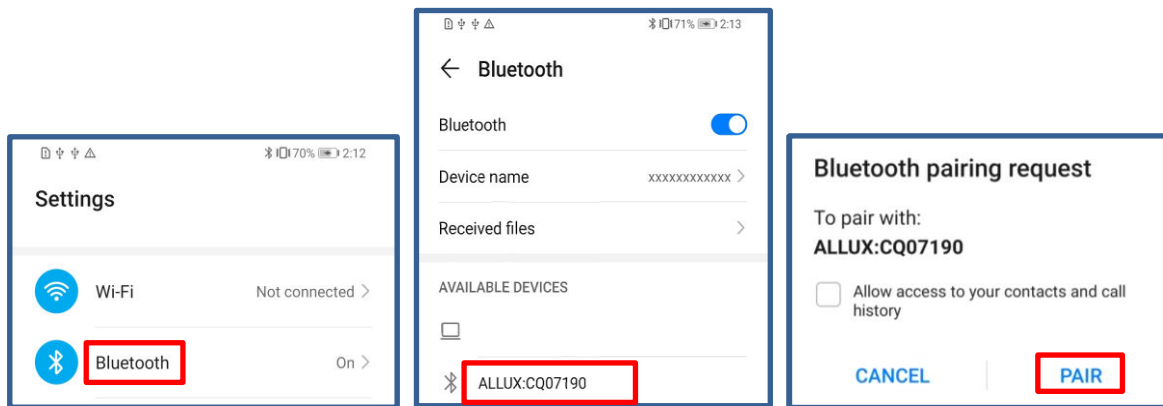 70% 2:12
Settings
Wi-Fi Not connected >
Bluetooth On >
71% 2:13
← Bluetooth
Bluetooth
Device name xxxxxxxxxxxx >
Received files >
AVAILABLE DEVICES
ALLUX:CQ07190
Bluetooth pairing request
To pair with:
ALLUX:CQ07190
Allow access to your contacts and call
history
CANCEL PAIR